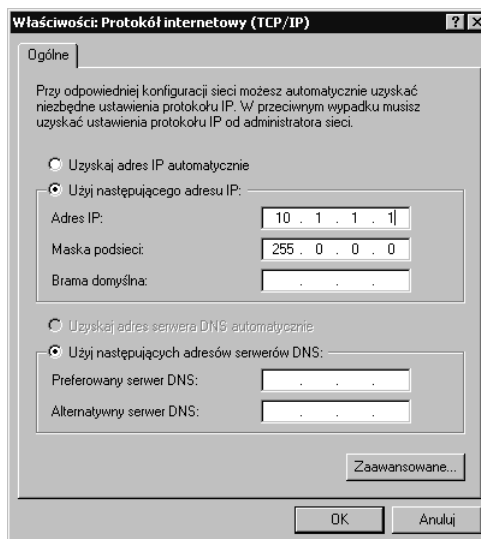 Właściwości: Protokół internetowy (TCP/IP)
Ogólne
Przy odpowiedniej konfiguracji sieci możesz automatycznie uzyskać
niezbędne ustawienia protokołu IP. W przeciwnym wypadku musisz
uzyskać ustawienia protokołu IP od administratora sieci.
Uzyskaj adres IP automatycznie
Użyj następującego adresu IP:
Adres IP: 10 . 1 . 1 . 1
Maska podsieci: 255 . 0 . 0 . 0
Brama domyślna: . . .
Uzyskaj adres serwera DNS automatycznie
Użyj następujących adresów serwerów DNS:
Preferowany serwer DNS: . . .
Alternatywny serwer DNS: . . .
Zaawansowane...
OK Anuluj